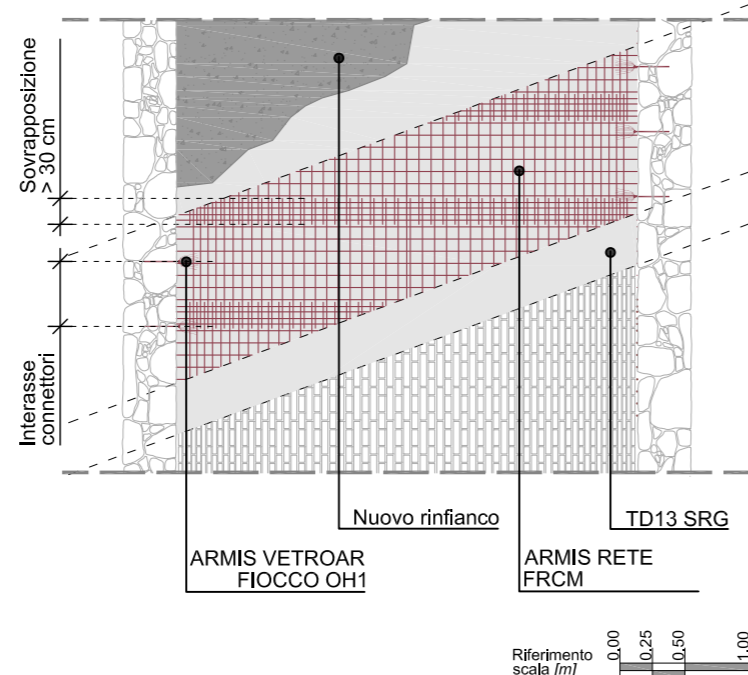 Sovrapposizione
> 30 cm
Interasse
connettori
Nuovo rinfianco
TD13 SRG
ARMIS VETROAR
FIOCCO OH1
ARMIS RETE
FRCM
Riferimento
scala [m]
0,00
0,25
0,50
1,00